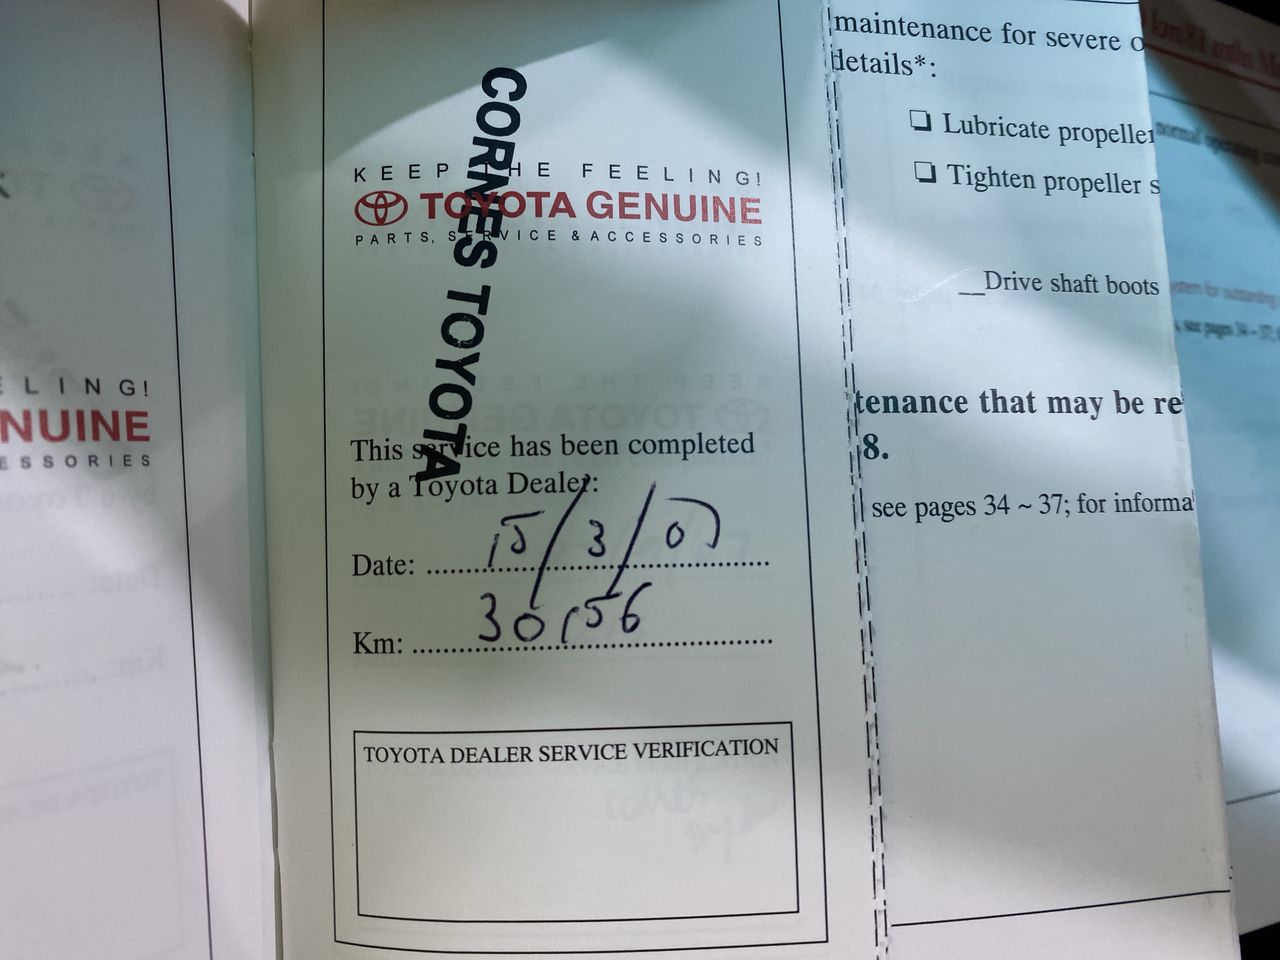 ELING!
NUINE
ESSORIES
KEEP THE FEELING!
TOYOTA GENUINE
PARTS, SERVICE & ACCESSORIES
CORNES TOYOTA
This service has been completed
by a Toyota Dealer:
Date: 15/3/07
Km: 30156
TOYOTA DEALER SERVICE VERIFICATION
maintenance for severe o
details*:
❏ Lubricate propeller
❏ Tighten propeller s
__Drive shaft boots
tenance that may be re
8.
see pages 34 ~ 37; for informa